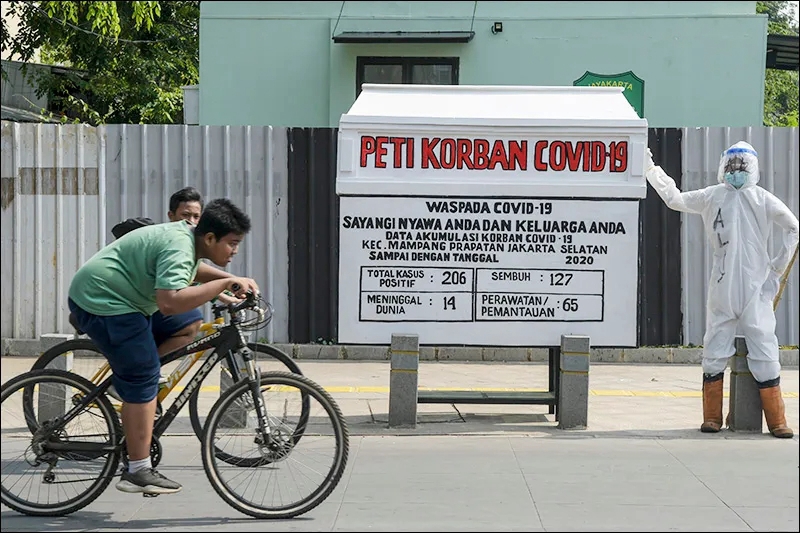 JAYAKARTA
PETI KORBAN COVID-19
WASPADA COVID-19
SAYANGI NYAWA ANDA DAN KELUARGA ANDA
DATA AKUMULASI KORBAN COVID -19
KEC. MAMPANG PRAPATAN JAKARTA SELATAN
SAMPAI DENGAN TANGGAL 2020
TOTAL KASUS POSITIF : 206
SEMBUH : 127
MENINGGAL DUNIA : 14
PERAWATAN/ PEMANTAUAN : 65